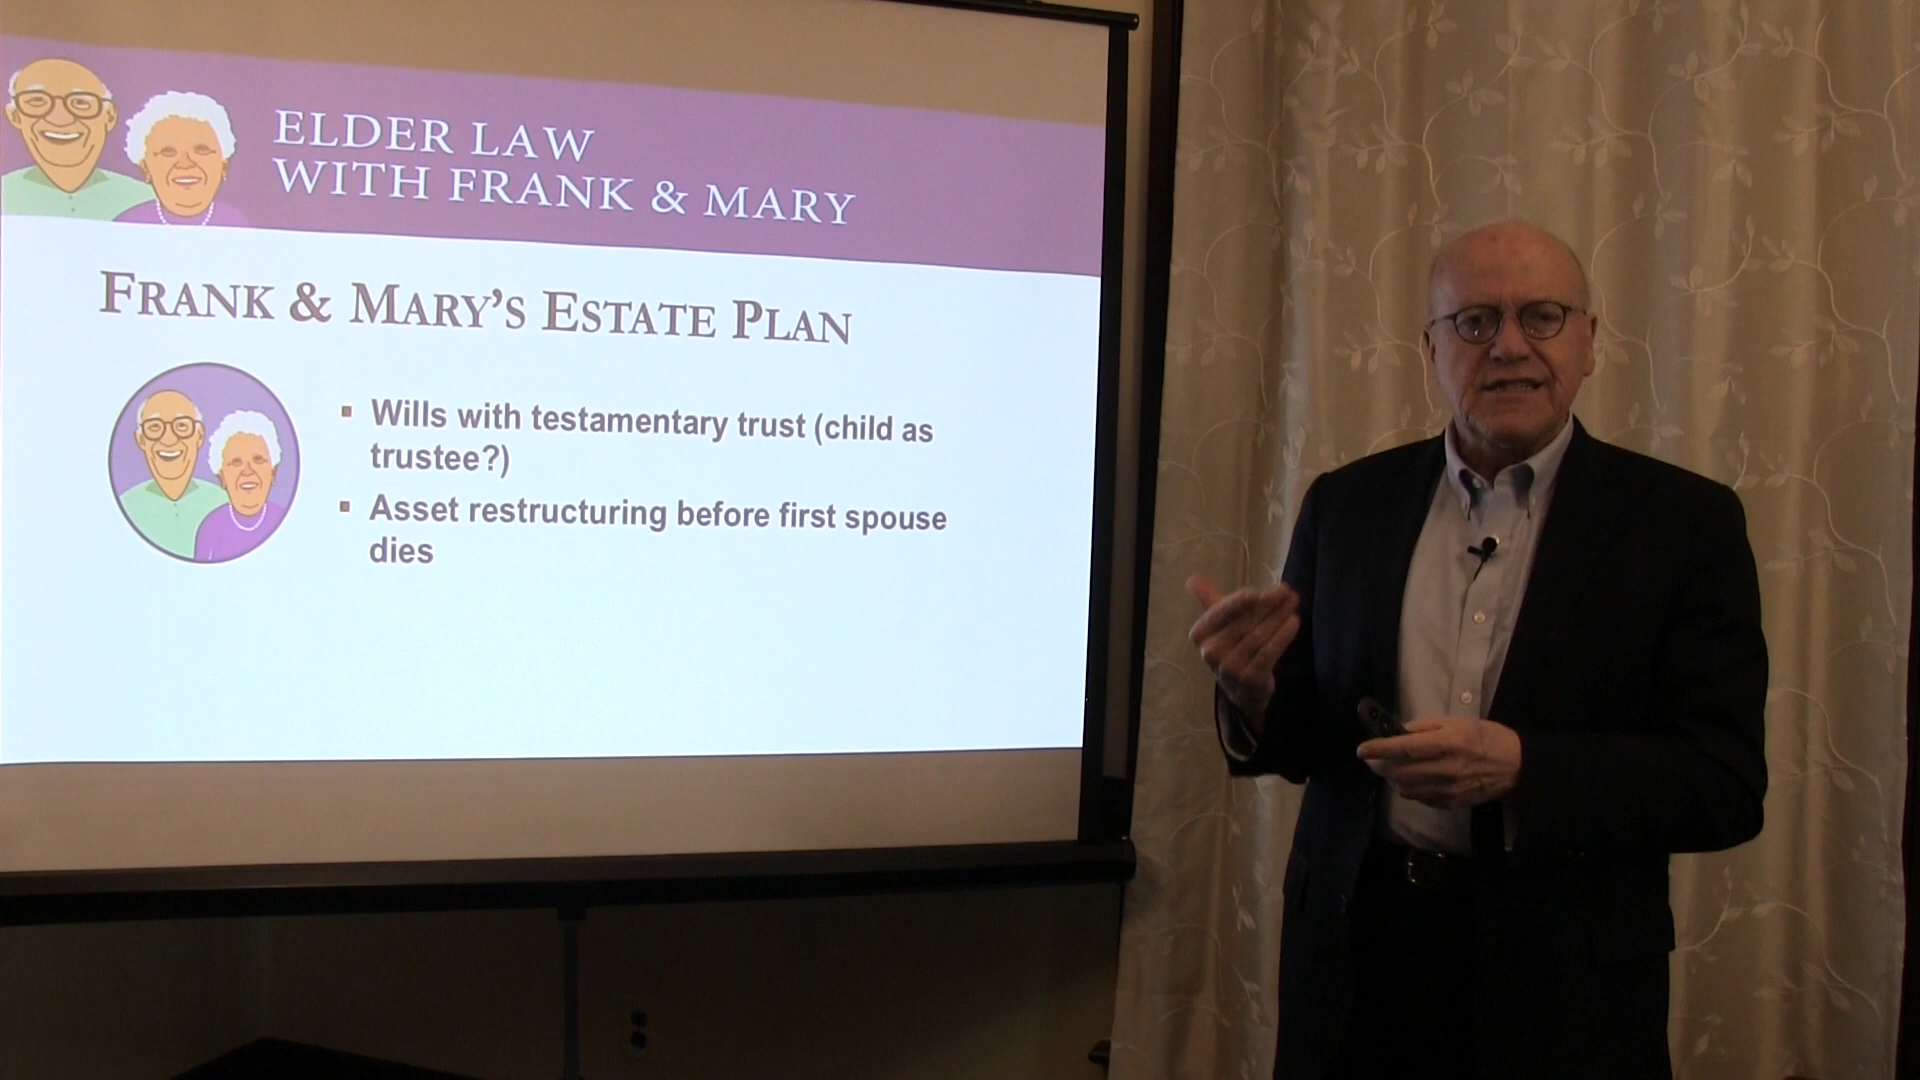 ELDER LAW
WITH FRANK & MARY
FRANK & MARY'S ESTATE PLAN
▪ Wills with testamentary trust (child as
trustee?)
▪ Asset restructuring before first spouse
dies